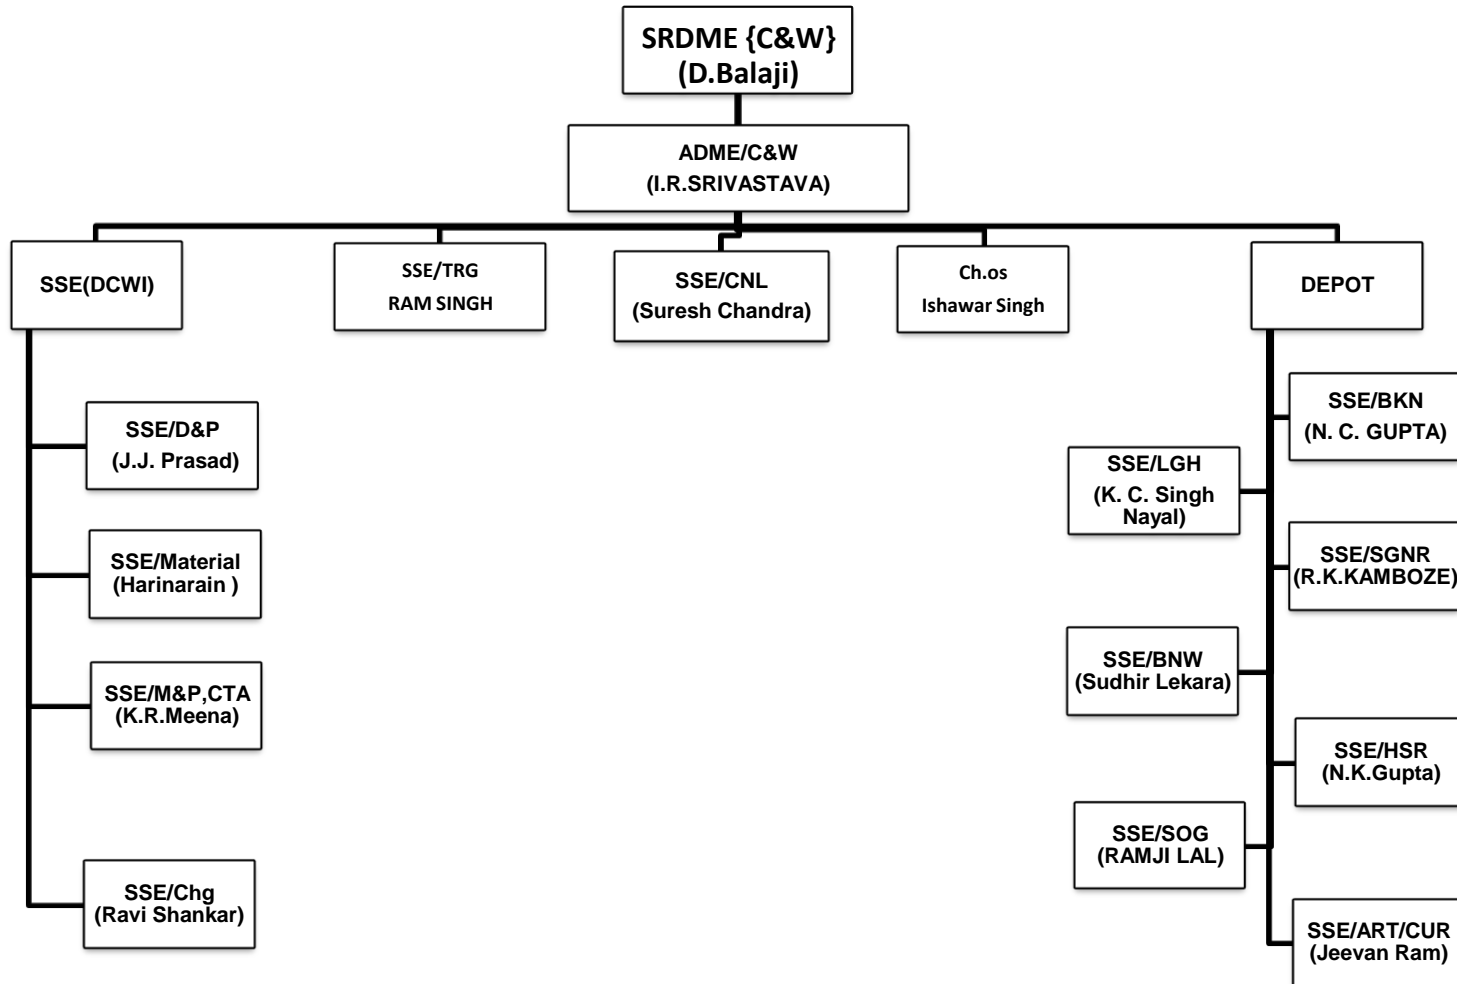 SRDME {C&W}
(D.Balaji)
ADME/C&W
(I.R.SRIVASTAVA)
SSE(DCWI)
SSE/TRG
RAM SINGH
SSE/CNL
(Suresh Chandra)
Ch.os
Ishawar Singh
DEPOT
SSE/D&P
(J.J. Prasad)
SSE/Material
(Harinarain )
SSE/M&P,CTA
(K.R.Meena)
SSE/Chg
(Ravi Shankar)
SSE/BKN
(N. C. GUPTA)
SSE/LGH
(K. C. Singh
Nayal)
SSE/SGNR
(R.K.KAMBOZE)
SSE/BNW
(Sudhir Lekara)
SSE/HSR
(N.K.Gupta)
SSE/SOG
(RAMJI LAL)
SSE/ART/CUR
(Jeevan Ram)